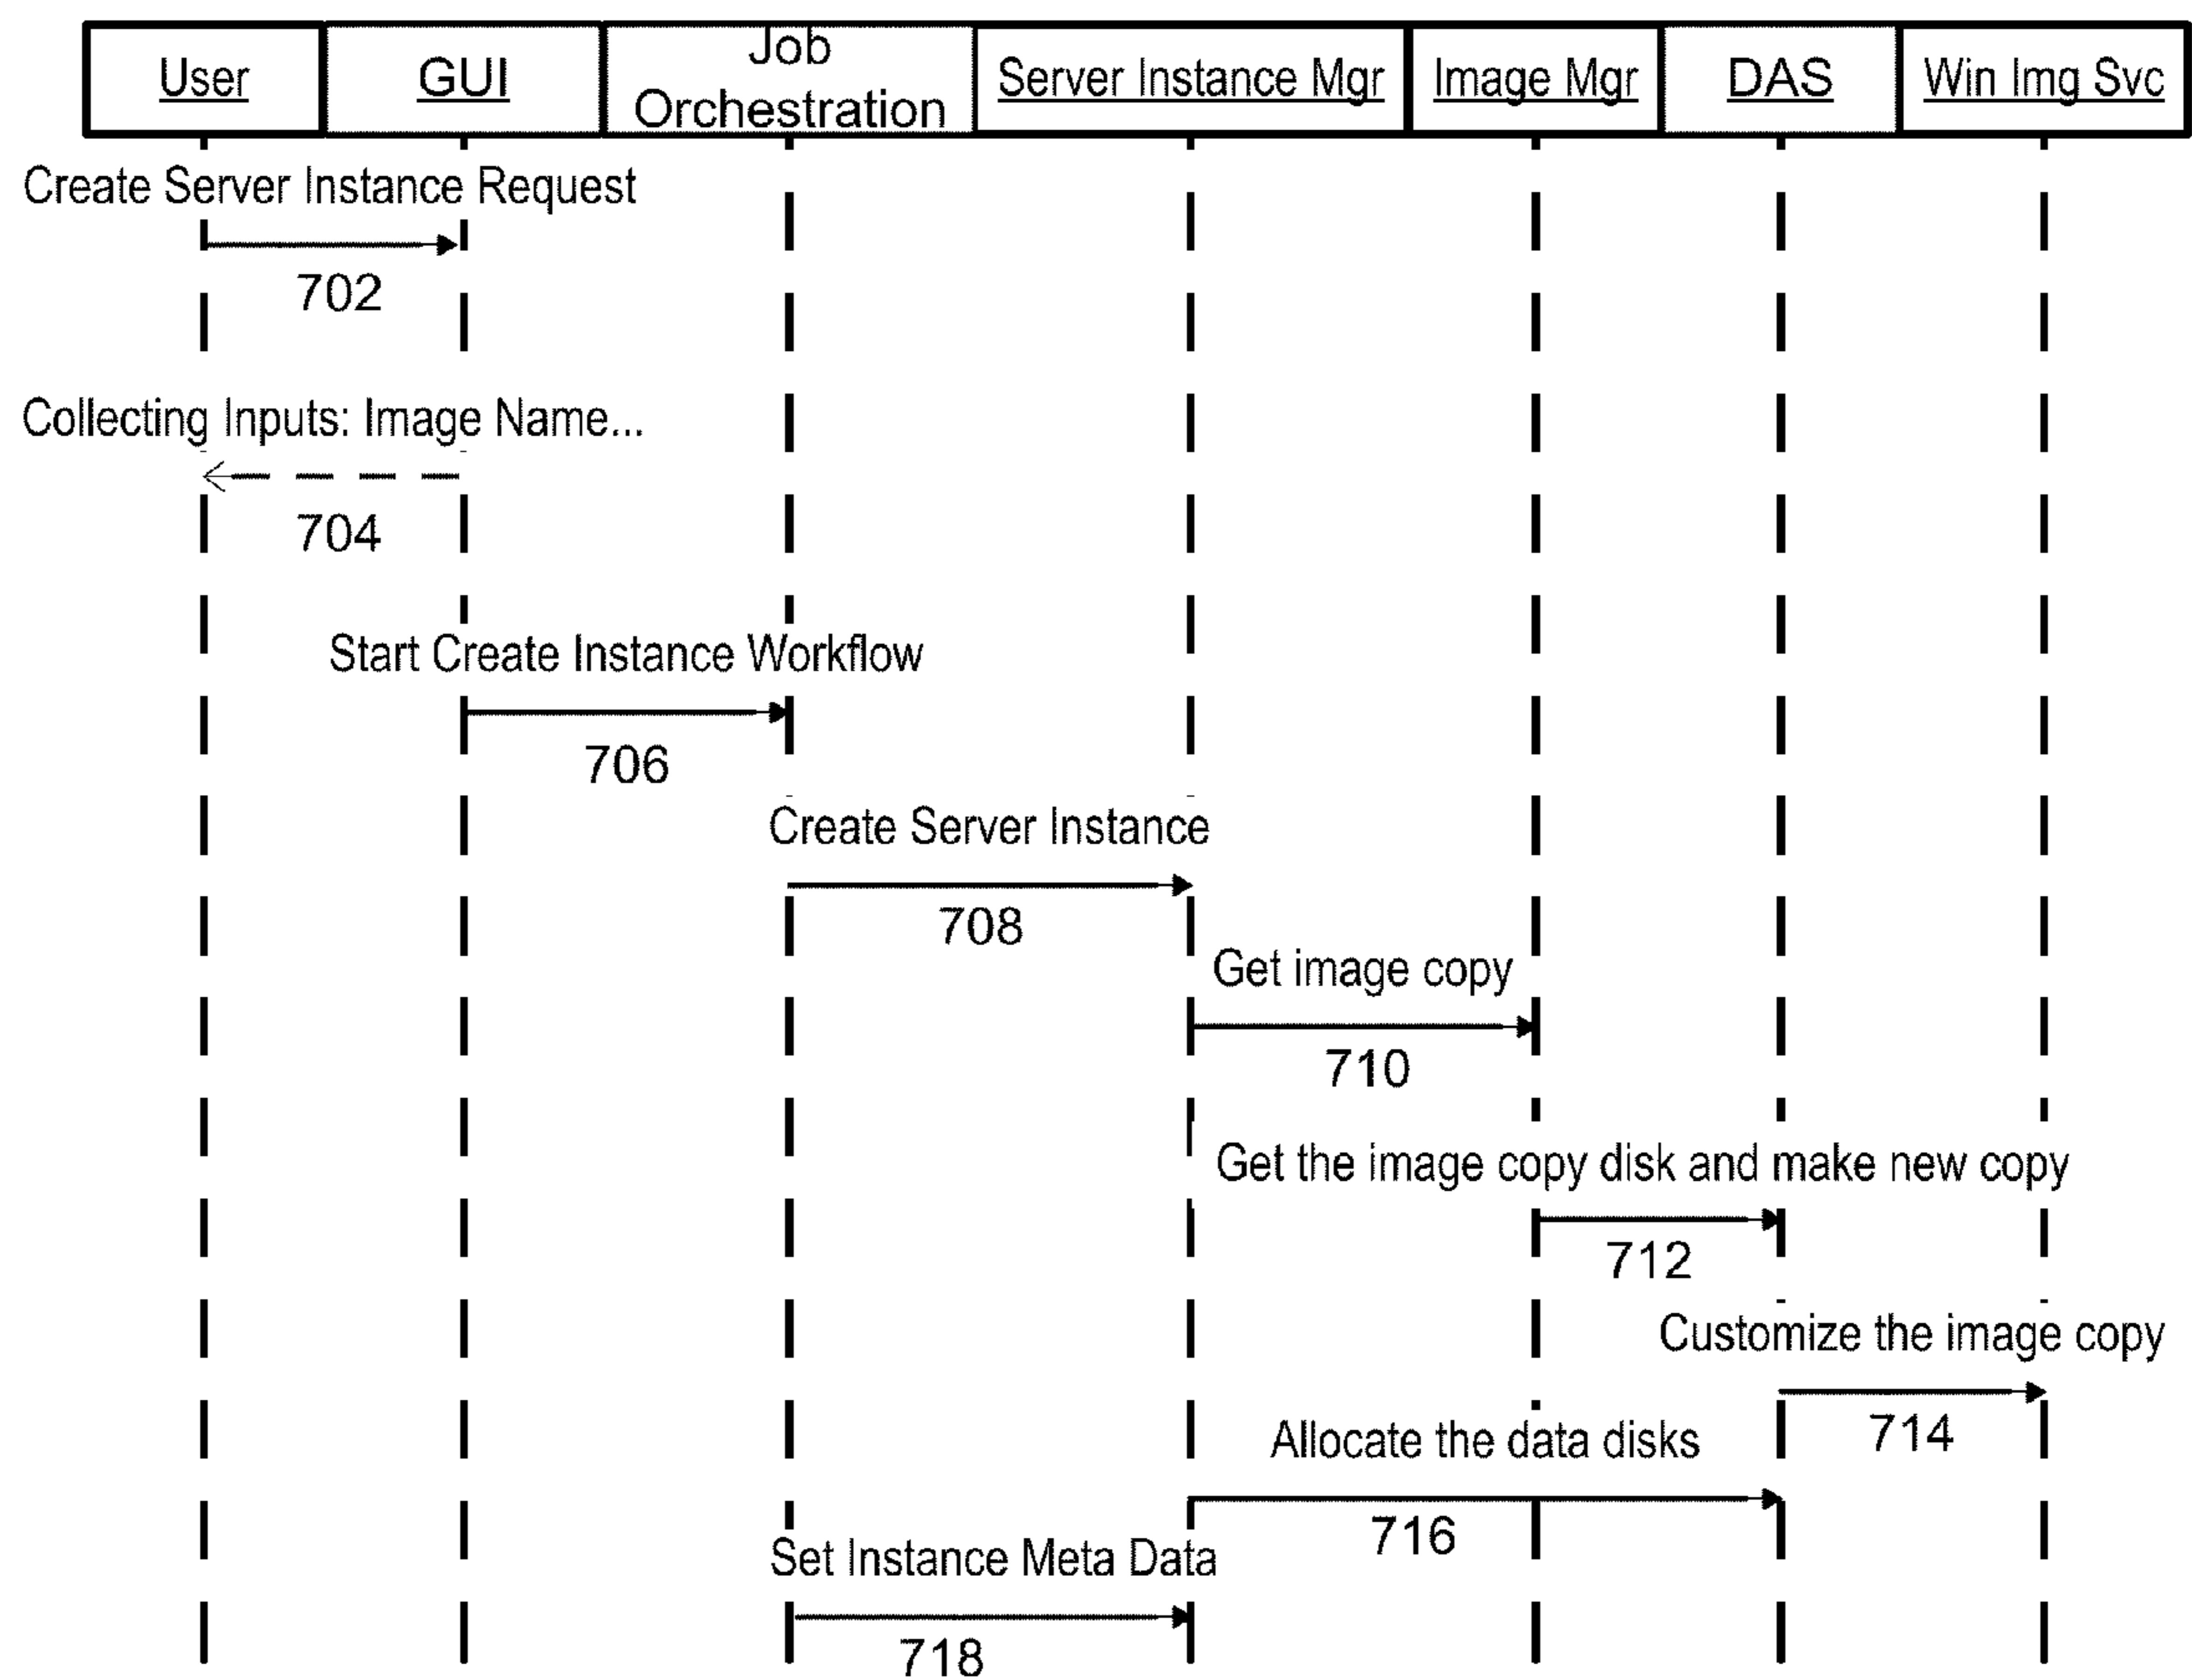 User
GUI
Job
Orchestration
Server Instance Mgr
Image Mgr
DAS
Win Img Svc
Create Server Instance Request
702
Collecting Inputs: Image Name...
704
Start Create Instance Workflow
706
Create Server Instance
708
Get image copy
710
Get the image copy disk and make new copy
712
Customize the image copy
714
Allocate the data disks
716
Set Instance Meta Data
718